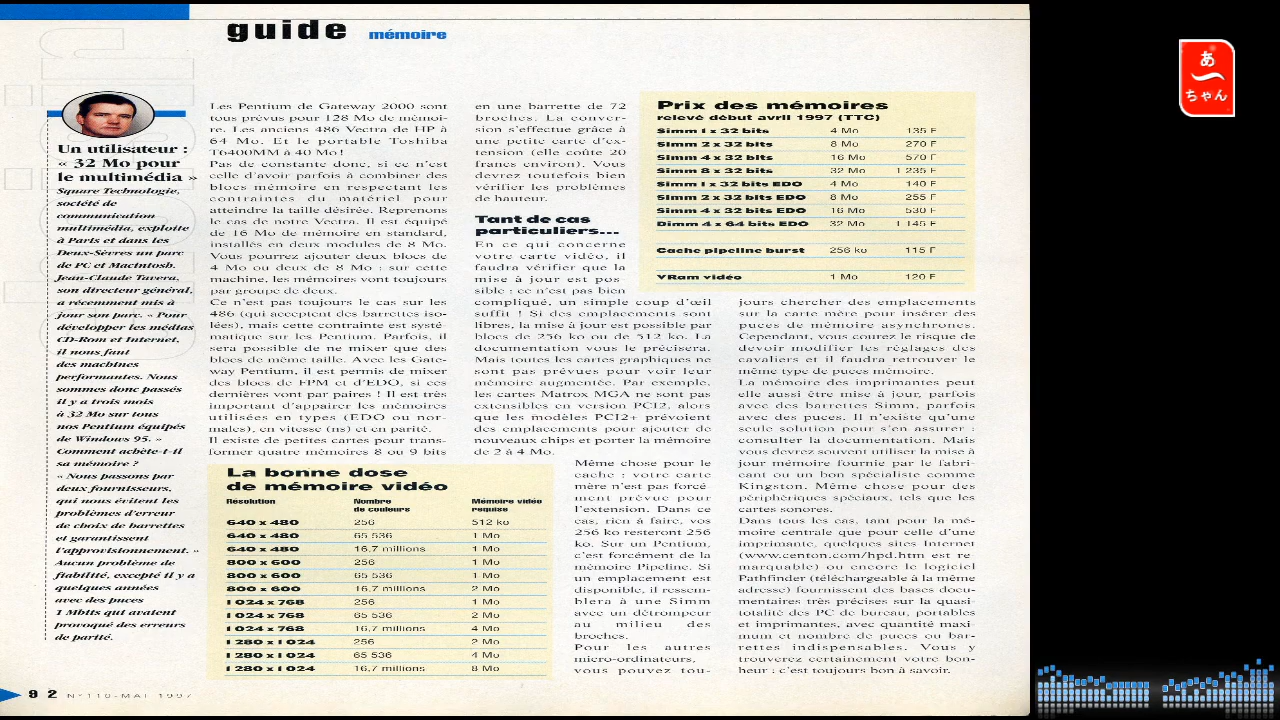 guide mémoire
Un utilisateur :
« 32 Mo pour
le multimédia »
Square Technologie,
société de
communication
multimédia, exploite
à Paris et dans les
Deux-Sèvres un parc
de PC et Macintosh.
Jean-Claude Tavera,
son directeur général,
a récemment mis à
jour son parc. « Pour
développer les médias
CD-Rom et Internet,
il nous faut
des machines
performantes. Nous
sommes donc passés
il y a trois mois
à 32 Mo sur tous
nos Pentium équipés
de Windows 95. »
Comment achète-t-il
sa mémoire ?
« Nous passons par
deux fournisseurs,
qui nous évitent les
problèmes d'erreur
de choix de barrettes
et garantissent
l'approvisionnement. »
Aucun problème de
fiabilité, excepté il y a
quelques années
avec des puces
1 Mbits qui avaient
provoqué des erreurs
de parité.
Les Pentium de Gateway 2000 sont
tous prévus pour 128 Mo de mémoi-
re. Les anciens 486 Vectra de HP à
64 Mo. Et le portable Toshiba
T6400MM à 40 Mo !
Pas de constante donc, si ce n'est
celle d'avoir parfois à combiner des
blocs mémoire en respectant les
contraintes du matériel pour
atteindre la taille désirée. Reprenons
le cas de notre Vectra. Il est équipé
de 16 Mo de mémoire en standard,
installés en deux modules de 8 Mo.
Vous pourrez ajouter deux blocs de
4 Mo ou deux de 8 Mo : sur cette
machine, les mémoires vont toujours
par groupe de deux.
Ce n'est pas toujours le cas sur les
486 (qui acceptent des barrettes iso-
lées), mais cette contrainte est systé-
matique sur les Pentium. Parfois, il
sera possible de ne mixer que des
blocs de même taille. Avec les Gate-
way Pentium, il est permis de mixer
des blocs de FPM et d'EDO, si ces
dernières vont par paires ! Il est très
important d'appairer les mémoires
utilisées en types (EDO ou nor-
males), en vitesse (ns) et en parité.
Il existe de petites cartes pour trans-
former quatre mémoires 8 ou 9 bits
en une barrette de 72
broches. La conver-
sion s'effectue grâce à
une petite carte d'ex-
tension (elle coûte 20
francs environ). Vous
devrez toutefois bien
vérifier les problèmes
de hauteur.
Tant de cas
particuliers...
En ce qui concerne
votre carte vidéo, il
faudra vérifier que la
mise à jour est pos-
sible : ce n'est pas bien
compliqué, un simple coup d'œil
suffit ! Si des emplacements sont
libres, la mise à jour est possible par
blocs de 256 ko ou de 512 ko. La
documentation vous le précisera.
Mais toutes les cartes graphiques ne
sont pas prévues pour voir leur
mémoire augmentée. Par exemple,
les cartes Matrox MGA ne sont pas
extensibles en version PCI2, alors
que les modèles PCI2+ prévoient
des emplacements pour ajouter de
nouveaux chips et porter la mémoire
de 2 à 4 Mo.
Même chose pour le
cache : votre carte
mère n'est pas forcé-
ment prévue pour
l'extension. Dans ce
cas, rien à faire, vos
256 ko resteront 256
ko. Sur un Pentium,
c'est forcément de la
mémoire Pipeline. Si
un emplacement est
disponible, il ressem-
blera à une Simm
avec un détrompeur
au milieu des
broches.
Pour les autres
micro-ordinateurs,
vous pouvez tou-
jours chercher des emplacements
sur la carte mère pour insérer des
puces de mémoire asynchrones.
Cependant, vous courez le risque de
devoir modifier les réglages des
cavaliers et il faudra retrouver le
même type de puces mémoire.
La mémoire des imprimantes peut
elle aussi être mise à jour, parfois
avec des barrettes Simm, parfois
avec des puces. Il n'existe qu'une
seule solution pour s'en assurer :
consulter la documentation. Mais
vous devrez souvent utiliser la mise à
jour mémoire fournie par le fabri-
cant ou un bon spécialiste comme
Kingston. Même chose pour des
périphériques spéciaux, tels que les
cartes sonores.
Dans tous les cas, tant pour la mé-
moire centrale que pour celle d'une
imprimante, quelques sites Internet
(www.centon.com/hpd.htm est re-
marquable) ou encore le logiciel
Pathfinder (téléchargeable à la même
adresse) fournissent des bases docu-
mentaires très précises sur la quasi-
totalité des PC de bureau, portables
et imprimantes, avec quantité maxi-
mum et nombre de puces ou bar-
rettes indispensables. Vous y
trouverez certainement votre bon-
heur : c'est toujours bon à savoir.
Prix des mémoires
relevé début avril 1997 (TTC)
Simm 1 x 32 bits 4 Mo 135 F
Simm 2 x 32 bits 8 Mo 270 F
Simm 4 x 32 bits 16 Mo 570 F
Simm 8 x 32 bits 32 Mo 1 235 F
Simm 1 x 32 bits EDO 4 Mo 140 F
Simm 2 x 32 bits EDO 8 Mo 255 F
Simm 4 x 32 bits EDO 16 Mo 530 F
Dimm 4 x 64 bits EDO 32 Mo 1 145 F
Cache pipeline burst 256 ko 115 F
VRam vidéo 1 Mo 120 F
La bonne dose
de mémoire vidéo
Résolution Nombre de couleurs Mémoire vidéo requise
640 x 480 256 512 ko
640 x 480 65 536 1 Mo
640 x 480 16,7 millions 1 Mo
800 x 600 256 1 Mo
800 x 600 65 536 1 Mo
800 x 600 16,7 millions 2 Mo
1 024 x 768 256 1 Mo
1 024 x 768 65 536 2 Mo
1 024 x 768 16,7 millions 4 Mo
1 280 x 1 024 256 2 Mo
1 280 x 1 024 65 536 4 Mo
1 280 x 1 024 16,7 millions 8 Mo
92 N°110-MAI 1997
あーちゃん